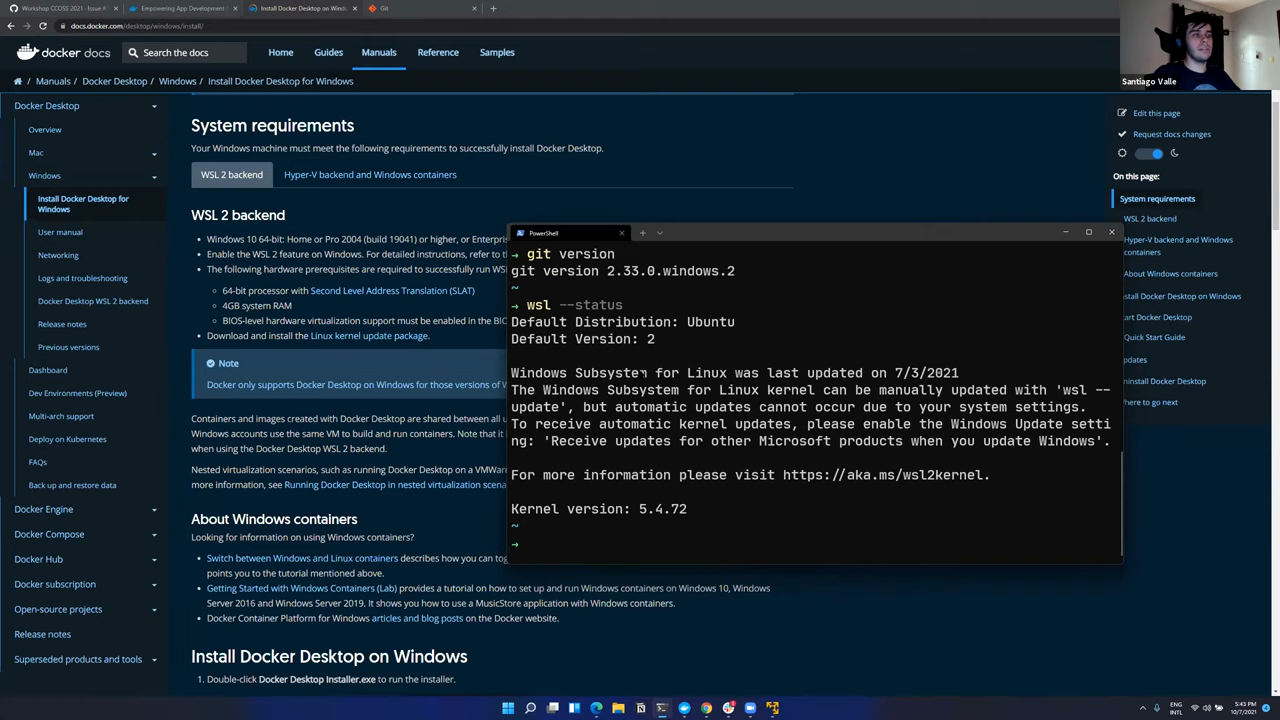 Workshop CCOSS 2021 - Issue #
Empowering App Development
Install Docker Desktop on Windo
Git
docs.docker.com/desktop/windows/install/
Santiago Valle
docker docs
Search the docs
Home
Guides
Manuals
Reference
Samples
/ Manuals / Docker Desktop / Windows / Install Docker Desktop for Windows
Docker Desktop
Overview
Mac
Windows
Install Docker Desktop for
Windows
User manual
Networking
Logs and troubleshooting
Docker Desktop WSL 2 backend
Release notes
Previous versions
Dashboard
Dev Environments (Preview)
Multi-arch support
Deploy on Kubernetes
FAQs
Back up and restore data
Docker Engine
Docker Compose
Docker Hub
Docker subscription
Open-source projects
Release notes
Superseded products and tools
System requirements
Your Windows machine must meet the following requirements to successfully install Docker Desktop.
WSL 2 backend
Hyper-V backend and Windows containers
WSL 2 backend
Windows 10 64-bit: Home or Pro 2004 (build 19041) or higher, or Enterpris
Enable the WSL 2 feature on Windows. For detailed instructions, refer to th
The following hardware prerequisites are required to successfully run WS
64-bit processor with Second Level Address Translation (SLAT)
4GB system RAM
BIOS-level hardware virtualization support must be enabled in the BIO
Download and install the Linux kernel update package.
Note
Docker only supports Docker Desktop on Windows for those versions of W
Containers and images created with Docker Desktop are shared between all u
Windows accounts use the same VM to build and run containers. Note that it
when using the Docker Desktop WSL 2 backend.
Nested virtualization scenarios, such as running Docker Desktop on a VMWar
more information, see Running Docker Desktop in nested virtualization scenar
About Windows containers
Looking for information on using Windows containers?
Switch between Windows and Linux containers describes how you can tog
points you to the tutorial mentioned above.
Getting Started with Windows Containers (Lab) provides a tutorial on how to set up and run Windows containers on Windows 10, Windows
Server 2016 and Windows Server 2019. It shows you how to use a MusicStore application with Windows containers.
Docker Container Platform for Windows articles and blog posts on the Docker website.
Install Docker Desktop on Windows
1. Double-click Docker Desktop Installer.exe to run the installer.
PowerShell
→ git version
git version 2.33.0.windows.2
~
→ wsl --status
Default Distribution: Ubuntu
Default Version: 2
Windows Subsystem for Linux was last updated on 7/3/2021
The Windows Subsystem for Linux kernel can be manually updated with 'wsl --
update', but automatic updates cannot occur due to your system settings.
To receive automatic kernel updates, please enable the Windows Update setti
ng: 'Receive updates for other Microsoft products when you update Windows'.
For more information please visit https://aka.ms/wsl2kernel.
Kernel version: 5.4.72
~
→
Edit this page
Request docs changes
On this page:
System requirements
WSL 2 backend
Hyper-V backend and Windows
containers
About Windows containers
nstall Docker Desktop on Windows
tart Docker Desktop
Quick Start Guide
pdates
ninstall Docker Desktop
here to go next
ENG
INTL
5:43 PM
10/7/2021